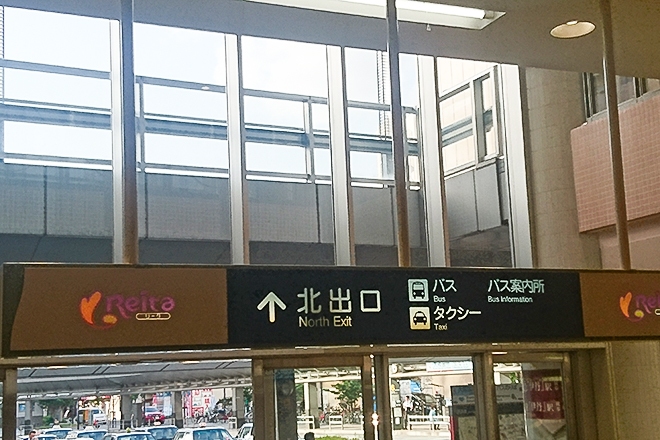 Reita
リータ
北出口
North Exit
バス
Bus
タクシー
Taxi
バス案内所
Bus Information
Reita